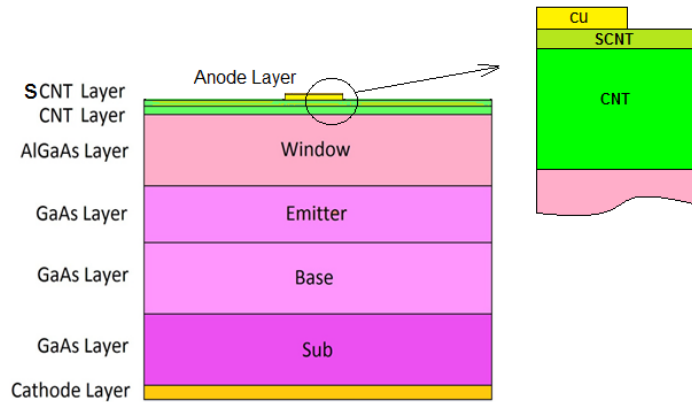 cu
SCNT
CNT
Anode Layer
SCNT Layer
CNT Layer
AlGaAs Layer
Window
GaAs Layer
Emitter
GaAs Layer
Base
GaAs Layer
Sub
Cathode Layer